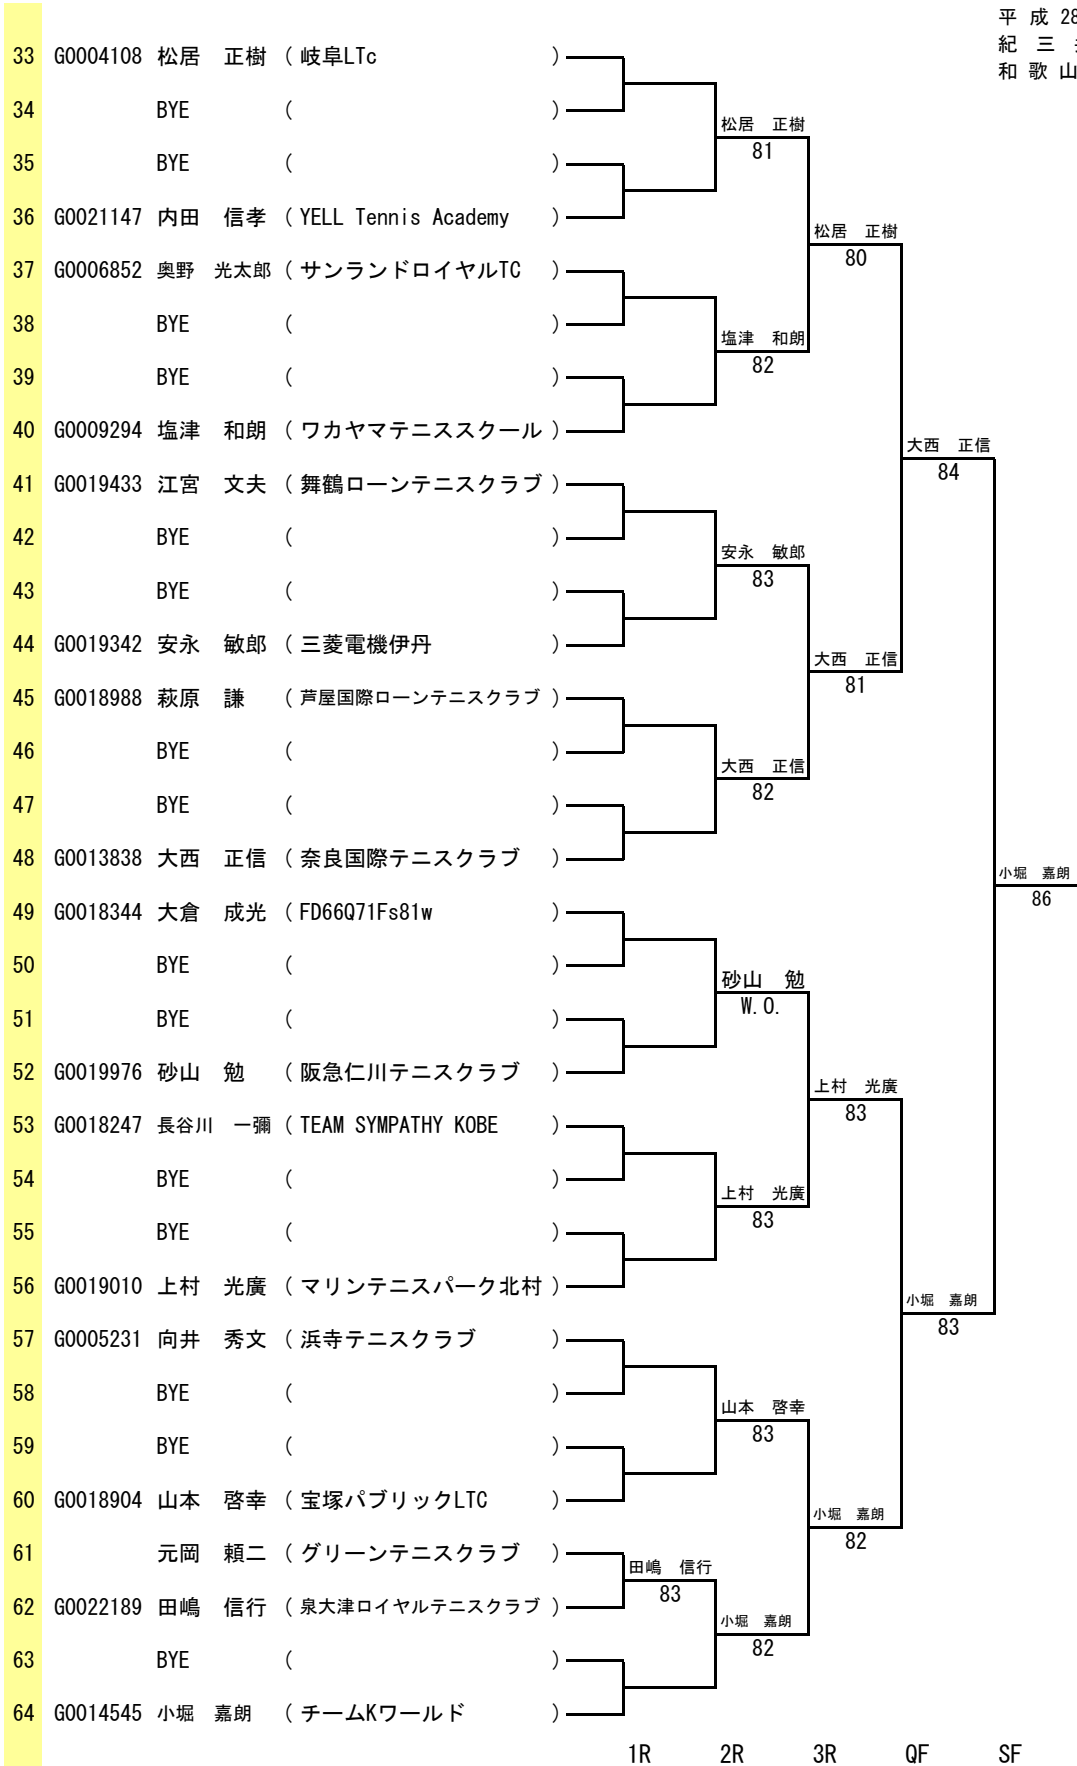 平 成 28
紀 三
和 歌 山
33 G0004108 松居　正樹 ( 岐阜LTc )
34 BYE ( )
松居　正樹
81
35 BYE ( )
36 G0021147 内田　信孝 ( YELL Tennis Academy )
松居　正樹
80
37 G0006852 奥野　光太郎 ( サンランドロイヤルTC )
38 BYE ( )
塩津　和朗
82
39 BYE ( )
40 G0009294 塩津　和朗 ( ワカヤマテニススクール )
大西　正信
84
41 G0019433 江宮　文夫 ( 舞鶴ローンテニスクラブ )
42 BYE ( )
安永　敏郎
83
43 BYE ( )
44 G0019342 安永　敏郎 ( 三菱電機伊丹 )
大西　正信
81
45 G0018988 萩原　謙 ( 芦屋国際ローンテニスクラブ )
46 BYE ( )
大西　正信
82
47 BYE ( )
48 G0013838 大西　正信 ( 奈良国際テニスクラブ )
小堀　嘉朗
86
49 G0018344 大倉　成光 ( FD66Q71Fs81w )
50 BYE ( )
砂山　勉
W.O.
51 BYE ( )
52 G0019976 砂山　勉 ( 阪急仁川テニスクラブ )
上村　光廣
83
53 G0018247 長谷川　一彌 ( TEAM SYMPATHY KOBE )
54 BYE ( )
上村　光廣
83
55 BYE ( )
56 G0019010 上村　光廣 ( マリンテニスパーク北村 )
小堀　嘉朗
83
57 G0005231 向井　秀文 ( 浜寺テニスクラブ )
58 BYE ( )
山本　啓幸
83
59 BYE ( )
60 G0018904 山本　啓幸 ( 宝塚パブリックLTC )
小堀　嘉朗
82
61 元岡　頼二 ( グリーンテニスクラブ )
田嶋　信行
83
62 G0022189 田嶋　信行 ( 泉大津ロイヤルテニスクラブ )
小堀　嘉朗
82
63 BYE ( )
64 G0014545 小堀　嘉朗 ( チームKワールド )
1R 2R 3R QF SF